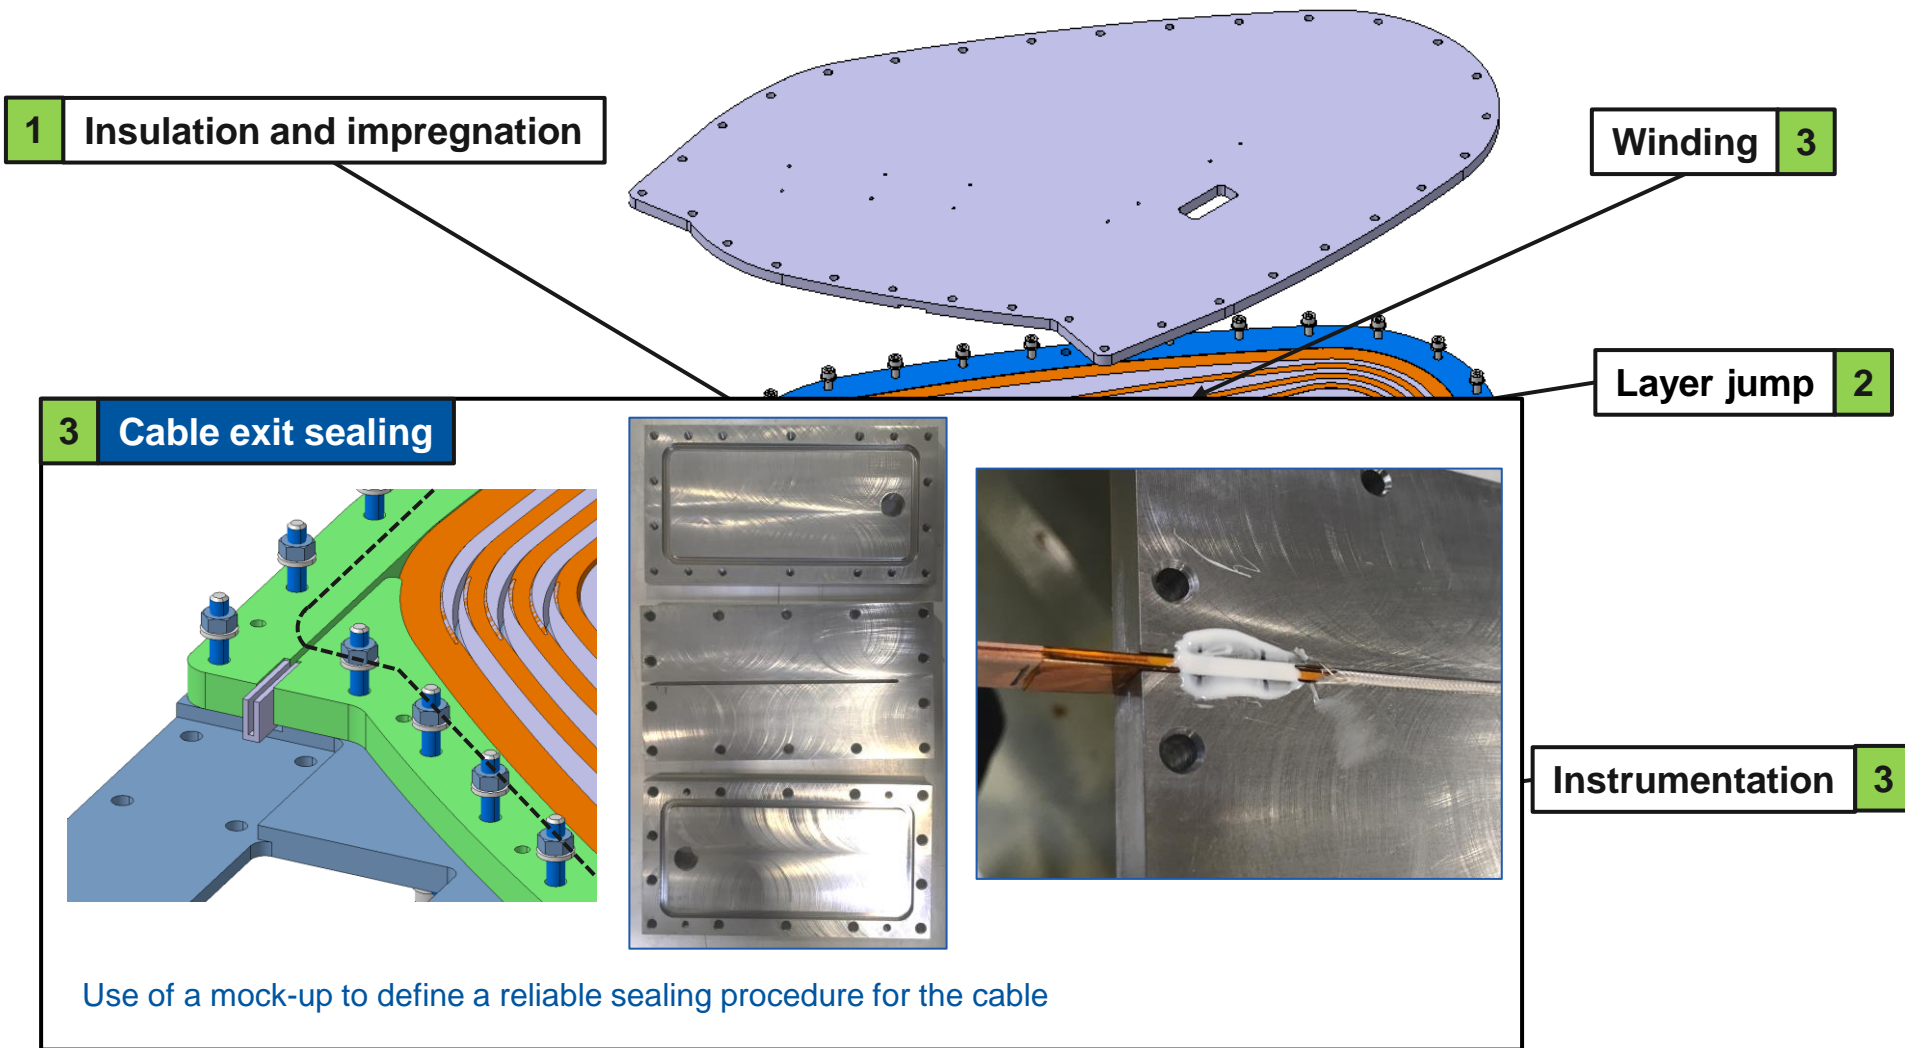 1 Insulation and impregnation
Winding 3
Layer jump 2
3 Cable exit sealing
Instrumentation 3
Use of a mock-up to define a reliable sealing procedure for the cable